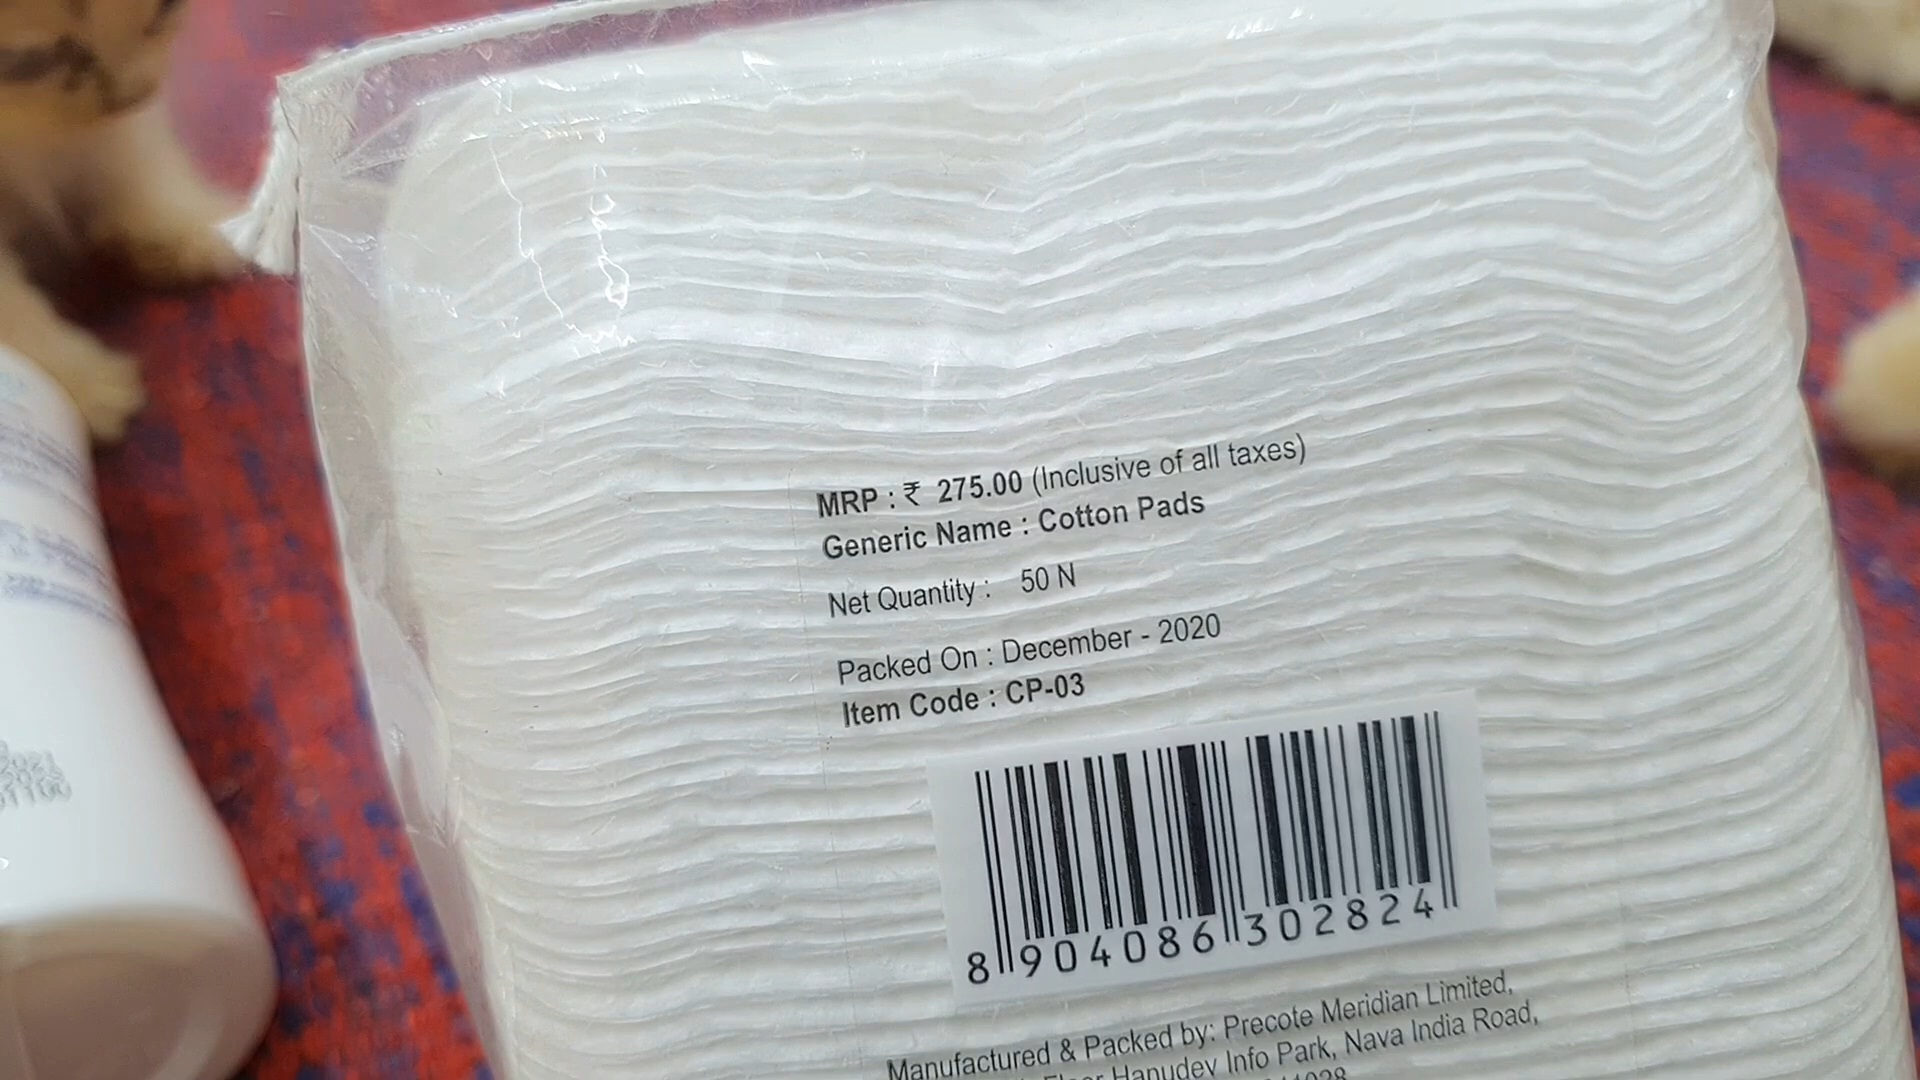 MRP : ₹ 275.00 (Inclusive of all taxes)
Generic Name : Cotton Pads
Net Quantity : 50 N
Packed On : December - 2020
Item Code : CP-03
8 904086 302824
Manufactured & Packed by: Precote Meridian Limited,
Hanudev Info Park, Nava India Road,